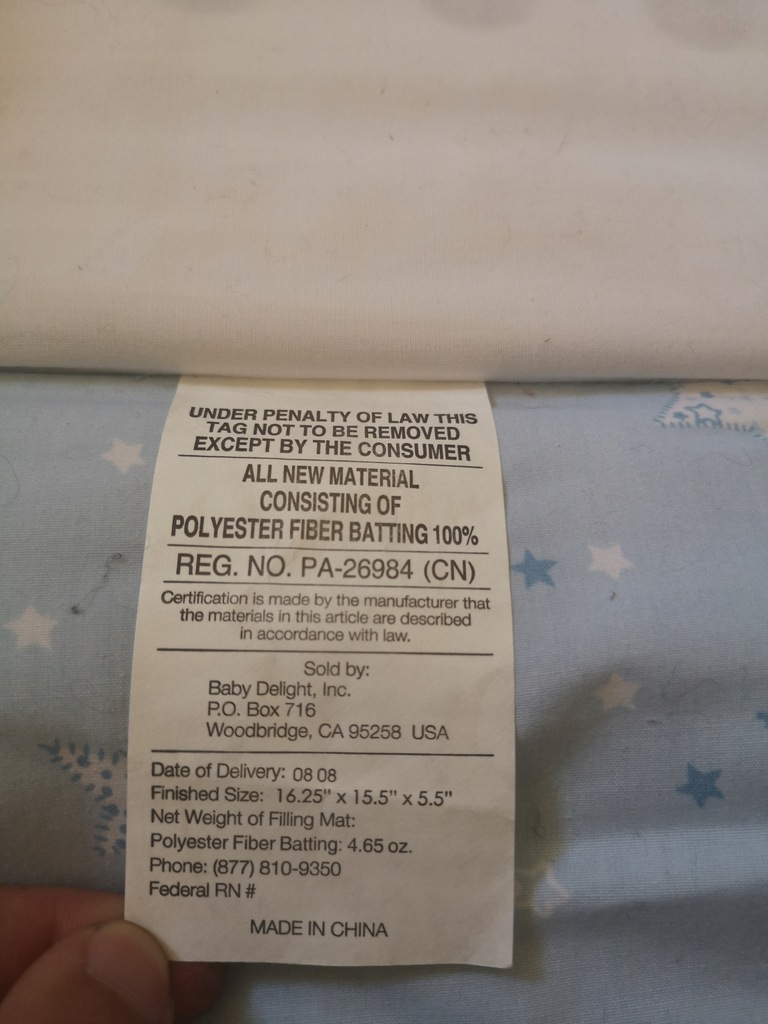 UNDER PENALTY OF LAW THIS
TAG NOT TO BE REMOVED
EXCEPT BY THE CONSUMER
ALL NEW MATERIAL
CONSISTING OF
POLYESTER FIBER BATTING 100%
REG. NO. PA-26984 (CN)
Certification is made by the manufacturer that
the materials in this article are described
in accordance with law.
Sold by:
Baby Delight, Inc.
P.O. Box 716
Woodbridge, CA 95258 USA
Date of Delivery: 08 08
Finished Size: 16.25" x 15.5" x 5.5"
Net Weight of Filling Mat:
Polyester Fiber Batting: 4.65 oz.
Phone: (877) 810-9350
Federal RN #
MADE IN CHINA